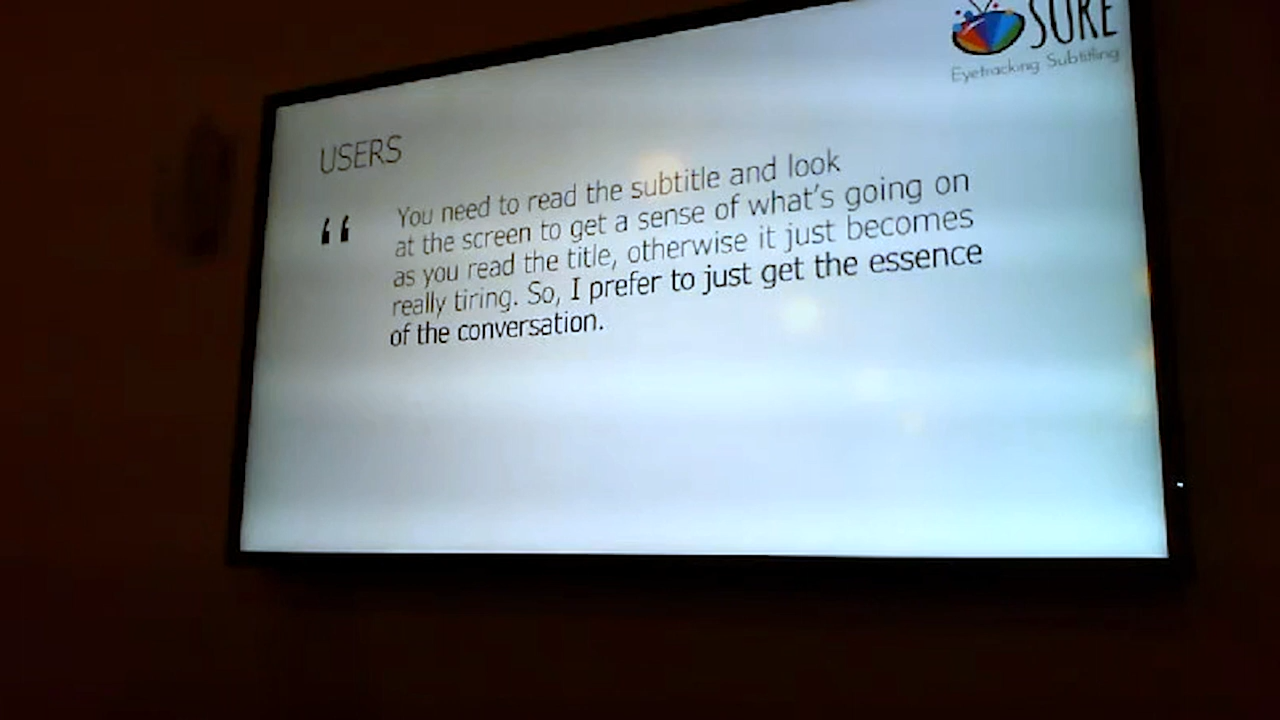 SURE
Eyetracking Subtitling
USERS
“ You need to read the subtitle and look
at the screen to get a sense of what's going on
as you read the title, otherwise it just becomes
really tiring. So, I prefer to just get the essence
of the conversation.